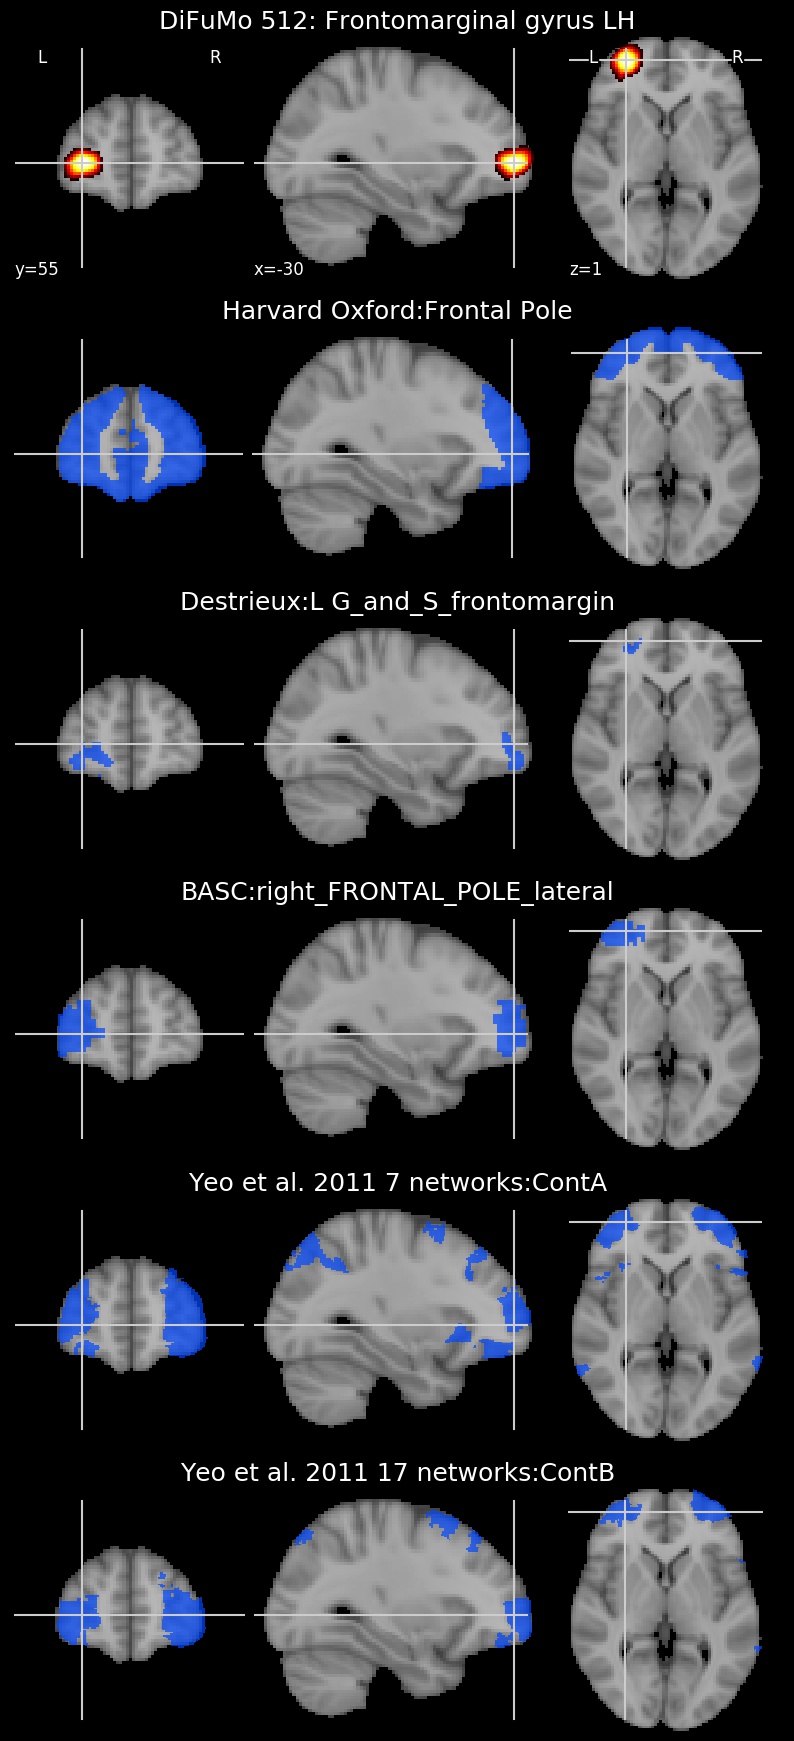 DiFuMo 512: Frontomarginal gyrus LH
L R L R
y=55 x=-30 z=1
Harvard Oxford:Frontal Pole
Destrieux:L G_and_S_frontomargin
BASC:right_FRONTAL_POLE_lateral
Yeo et al. 2011 7 networks:ContA
Yeo et al. 2011 17 networks:ContB